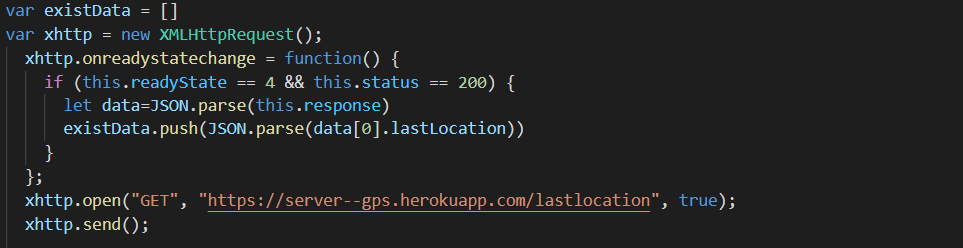 var existData = []
var xhttp = new XMLHttpRequest();
xhttp.onreadystatechange = function() {
if (this.readyState == 4 && this.status == 200) {
let data=JSON.parse(this.response)
existData.push(JSON.parse(data[0].lastLocation))
}
};
xhttp.open("GET", "https://server--gps.herokuapp.com/lastlocation", true);
xhttp.send();